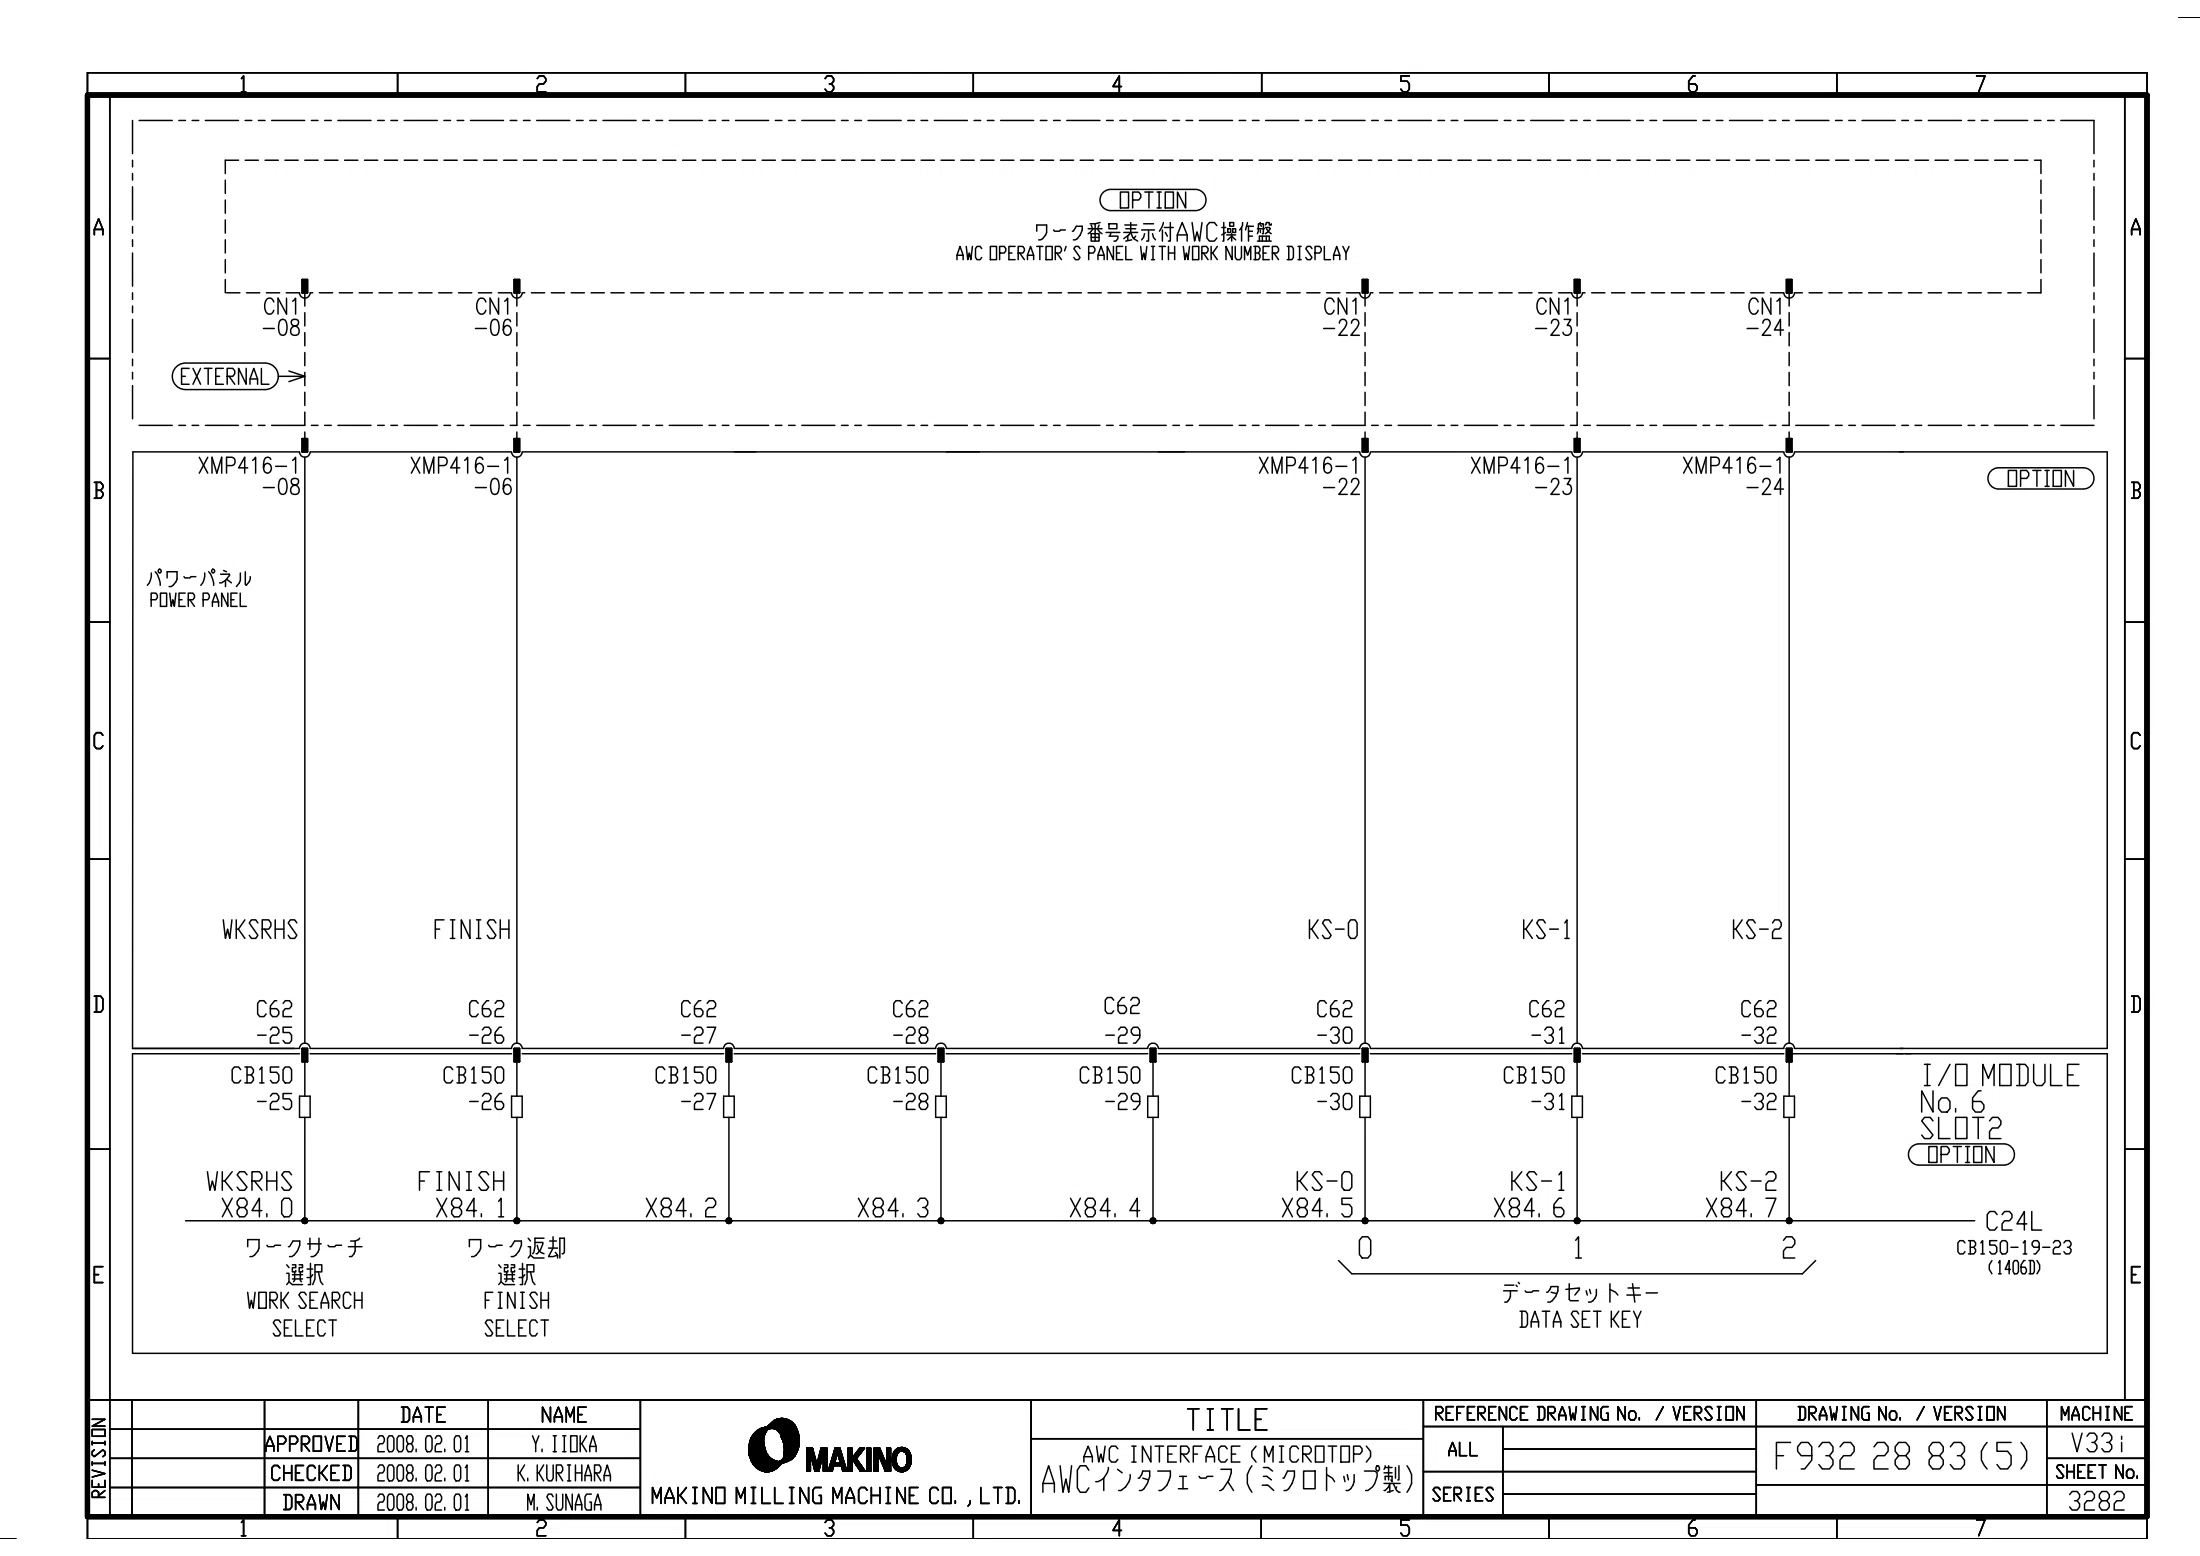 1 2 3 4 5 6 7
A A
OPTION
ワーク番号表示付AWC操作盤
AWC OPERATOR'S PANEL WITH WORK NUMBER DISPLAY
CN1 CN1 CN1 CN1 CN1
-08 -06 -22 -23 -24
EXTERNAL
XMP416-1 XMP416-1 XMP416-1 XMP416-1 XMP416-1
-08 -06 -22 -23 -24
OPTION
B B
パワーパネル
POWER PANEL
C C
WKSRHS FINISH KS-0 KS-1 KS-2
D D
C62 C62 C62 C62 C62 C62 C62 C62
-25 -26 -27 -28 -29 -30 -31 -32
CB150 CB150 CB150 CB150 CB150 CB150 CB150 CB150
-25 -26 -27 -28 -29 -30 -31 -32
I/O MODULE
No. 6
SLOT2
OPTION
WKSRHS FINISH KS-0 KS-1 KS-2
X84. 0 X84. 1 X84. 2 X84. 3 X84. 4 X84. 5 X84. 6 X84. 7
C24L
CB150-19-23
(1406D)
ワークサーチ ワーク返却 0 1 2
選択 選択
WORK SEARCH FINISH
SELECT SELECT
データセットキー
DATA SET KEY
E E
REVISION
DATE NAME
APPROVED 2008. 02. 01 Y. IIOKA
CHECKED 2008. 02. 01 K. KURIHARA
DRAWN 2008. 02. 01 M. SUNAGA
MAKINO
MAKINO MILLING MACHINE CO. , LTD.
TITLE
AWC INTERFACE (MICROTOP)
AWCインタフェース(ミクロトップ製)
REFERENCE DRAWING No. / VERSION
ALL
SERIES
DRAWING No. / VERSION
F932 28 83 (5)
MACHINE
V33i
SHEET No.
3282
1 2 3 4 5 6 7